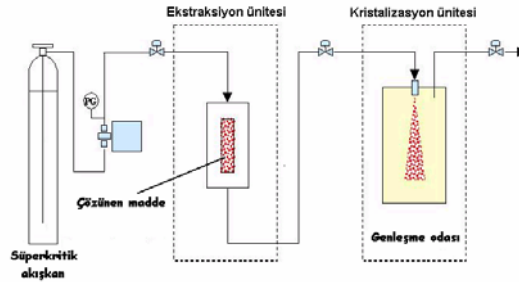 Ekstraksiyon ünitesi
Kristalizasyon ünitesi
PG
Çözünen madde
Genleşme odası
Süperkritik
akışkan